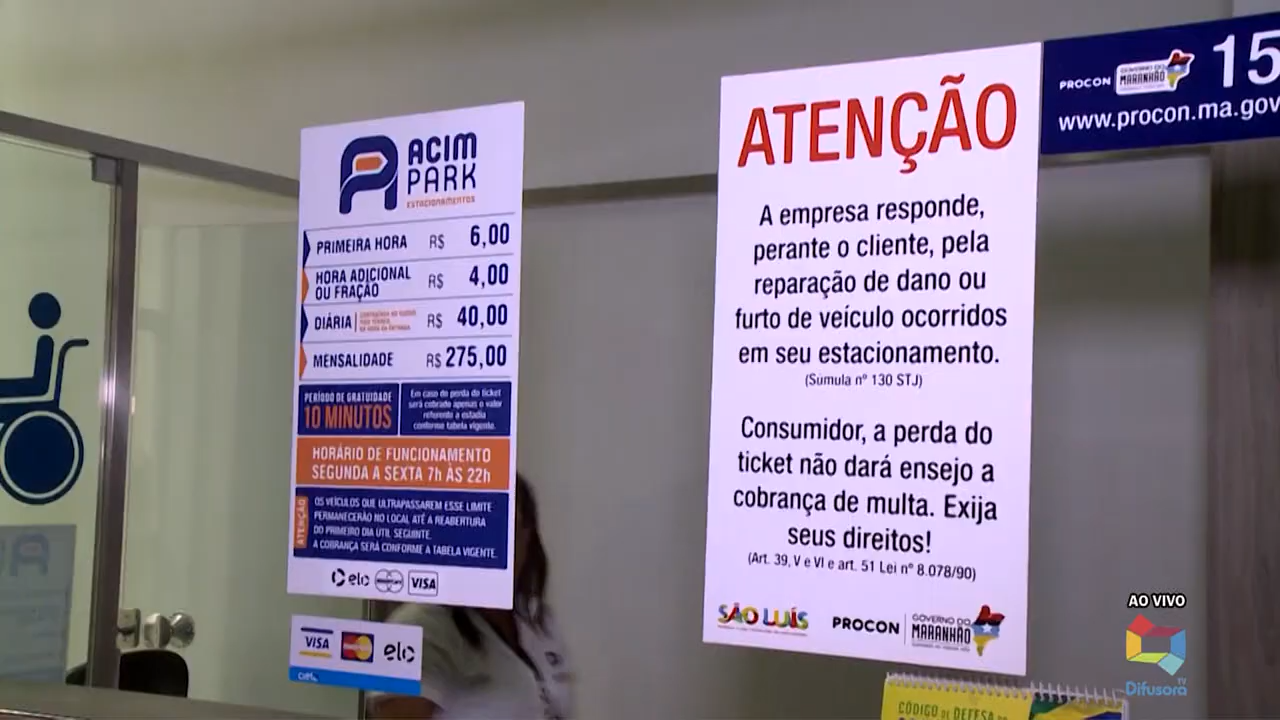 ACIM
PARK
ESTACIONAMENTOS
PRIMEIRA HORA R$ 6,00
HORA ADICIONAL
OU FRAÇÃO R$ 4,00
DIÁRIA R$ 40,00
MENSALIDADE R$ 275,00
PERÍODO DE GRATUIDADE
10 MINUTOS
Em caso de perda do ticket
será cobrado apenas o valor
referente a estadia
conforme tabela vigente.
HORÁRIO DE FUNCIONAMENTO
SEGUNDA A SEXTA 7h ÀS 22h
ATENÇÃO
OS VEÍCULOS QUE ULTRAPASSAREM ESSE LIMITE
PERMANECERÃO NO LOCAL ATÉ A REABERTURA
DO PRIMEIRO DIA ÚTIL SEGUINTE.
A COBRANÇA SERÁ CONFORME A TABELA VIGENTE.
elo MasterCard VISA
VISA MasterCard elo
ATENÇÃO
A empresa responde,
perante o cliente, pela
reparação de dano ou
furto de veículo ocorridos
em seu estacionamento.
(Súmula nº 130 STJ)
Consumidor, a perda do
ticket não dará ensejo a
cobrança de multa. Exija
seus direitos!
(Art. 39, V e VI e art. 51 Lei nº 8.078/90)
SÃO LUÍS PROCON GOVERNO DO
MARANHÃO
PROCON GOVERNO DO
MARANHÃO 15
www.procon.ma.gov
CÓDIGO DE DEFESA
AO VIVO
TV
Difusora